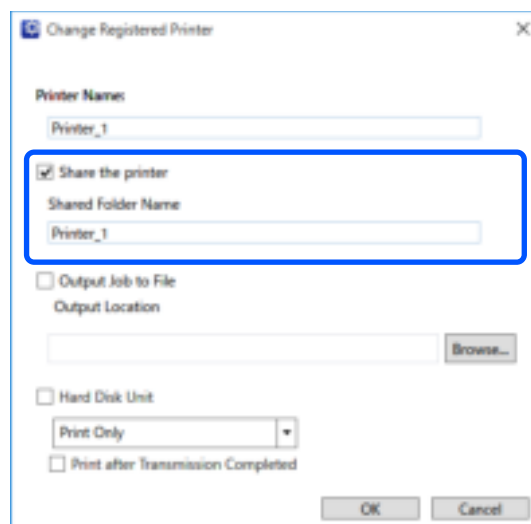 Change Registered Printer
Printer Name:
Printer_1
Share the printer
Shared Folder Name
Printer_1
Output Job to File
Output Location
Browse...
Hard Disk Unit
Print Only
Print after Transmission Completed
OK Cancel